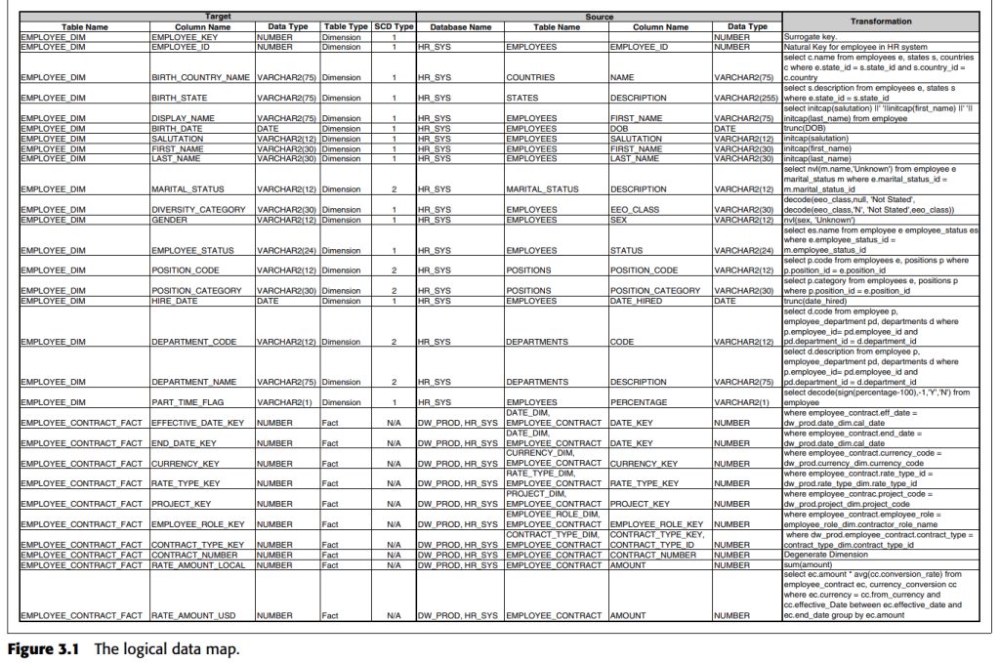 Target Source Transformation
Table Name Column Name Data Type Table Type SCD Type Database Name Table Name Column Name Data Type
EMPLOYEE_DIM EMPLOYEE_KEY NUMBER Dimension 1 NUMBER Surrogate key.
EMPLOYEE_DIM EMPLOYEE_ID NUMBER Dimension 1 HR_SYS EMPLOYEES EMPLOYEE_ID NUMBER Natural Key for employee in HR system
select c.name from employees e, states s, countries
c where e.state_id = s.state_id and s.country_id =
EMPLOYEE_DIM BIRTH_COUNTRY_NAME VARCHAR2(75) Dimension 1 HR_SYS COUNTRIES NAME VARCHAR2(75) c.country
select s.description from employees e, states s
EMPLOYEE_DIM BIRTH_STATE VARCHAR2(75) Dimension 1 HR_SYS STATES DESCRIPTION VARCHAR2(255) where e.state_id = s.state_id
select initcap(salutation) ||' '||initcap(first_name) ||' '||
EMPLOYEE_DIM DISPLAY_NAME VARCHAR2(75) Dimension 1 HR_SYS EMPLOYEES FIRST_NAME VARCHAR2(75) initcap(last_name) from employee
EMPLOYEE_DIM BIRTH_DATE DATE Dimension 1 HR_SYS EMPLOYEES DOB DATE trunc(DOB)
EMPLOYEE_DIM SALUTATION VARCHAR2(12) Dimension 1 HR_SYS EMPLOYEES SALUTATION VARCHAR2(12) initcap(salutation)
EMPLOYEE_DIM FIRST_NAME VARCHAR2(30) Dimension 1 HR_SYS EMPLOYEES FIRST_NAME VARCHAR2(30) initcap(first_name)
EMPLOYEE_DIM LAST_NAME VARCHAR2(30) Dimension 1 HR_SYS EMPLOYEES LAST_NAME VARCHAR2(30) initcap(last_name)
select nvl(m.name,'Unknown') from employee e
marital_status m where e.marital_status_id =
EMPLOYEE_DIM MARITAL_STATUS VARCHAR2(12) Dimension 2 HR_SYS MARITAL_STATUS DESCRIPTION VARCHAR2(12) m.marital_status_id
decode(eeo_class,null, 'Not Stated',
EMPLOYEE_DIM DIVERSITY_CATEGORY VARCHAR2(30) Dimension 1 HR_SYS EMPLOYEES EEO_CLASS VARCHAR2(30) decode(eeo_class,'N', 'Not Stated',eeo_class))
EMPLOYEE_DIM GENDER VARCHAR2(12) Dimension 1 HR_SYS EMPLOYEES SEX VARCHAR2(12) nvl(sex, 'Unknown')
select es.name from employee e employee_status es
where e.employee_status_id =
EMPLOYEE_DIM EMPLOYEE_STATUS VARCHAR2(24) Dimension 1 HR_SYS EMPLOYEES STATUS VARCHAR2(24) m.employee_status_id
select p.code from employees e, positions p where
EMPLOYEE_DIM POSITION_CODE VARCHAR2(12) Dimension 2 HR_SYS POSITIONS POSITION_CODE VARCHAR2(12) p.position_id = e.position_id
select p.category from employees e, positions p
EMPLOYEE_DIM POSITION_CATEGORY VARCHAR2(30) Dimension 2 HR_SYS POSITIONS POSITION_CATEGORY VARCHAR2(30) where p.position_id = e.position_id
EMPLOYEE_DIM HIRE_DATE DATE Dimension 1 HR_SYS EMPLOYEES DATE_HIRED DATE trunc(date_hired)
select d.code from employee p,
employee_department pd, departments d where
p.employee_id= pd.employee_id and
EMPLOYEE_DIM DEPARTMENT_CODE VARCHAR2(12) Dimension 2 HR_SYS DEPARTMENTS CODE VARCHAR2(12) pd.department_id = d.department_id
select d.description from employee p,
employee_department pd, departments d where
p.employee_id= pd.employee_id and
EMPLOYEE_DIM DEPARTMENT_NAME VARCHAR2(75) Dimension 2 HR_SYS DEPARTMENTS DESCRIPTION VARCHAR2(75) pd.department_id = d.department_id
select decode(sign(percentage-100),-1,'Y','N') from
EMPLOYEE_DIM PART_TIME_FLAG VARCHAR2(1) Dimension 1 HR_SYS EMPLOYEES PERCENTAGE VARCHAR2(1) employee
DATE_DIM, where employee_contract.eff_date =
EMPLOYEE_CONTRACT_FACT EFFECTIVE_DATE_KEY NUMBER Fact N/A DW_PROD, HR_SYS EMPLOYEE_CONTRACT DATE_KEY NUMBER dw_prod.date_dim.cal_date
DATE_DIM, where employee_contract.end_date =
EMPLOYEE_CONTRACT_FACT END_DATE_KEY NUMBER Fact N/A DW_PROD, HR_SYS EMPLOYEE_CONTRACT DATE_KEY NUMBER dw_prod.date_dim.cal_date
CURRENCY_DIM, where employee_contract.currency_code =
EMPLOYEE_CONTRACT_FACT CURRENCY_KEY NUMBER Fact N/A DW_PROD, HR_SYS EMPLOYEE_CONTRACT CURRENCY_KEY NUMBER dw_prod.currency_dim.currency_code
RATE_TYPE_DIM, where employee_contract.rate_type_id =
EMPLOYEE_CONTRACT_FACT RATE_TYPE_KEY NUMBER Fact N/A DW_PROD, HR_SYS EMPLOYEE_CONTRACT RATE_TYPE_KEY NUMBER dw_prod.rate_type_dim.rate_type_id
PROJECT_DIM, where employee_contrac.project_code =
EMPLOYEE_CONTRACT_FACT PROJECT_KEY NUMBER Fact N/A DW_PROD, HR_SYS EMPLOYEE_CONTRACT PROJECT_KEY NUMBER dw_prod.project_dim.project_code
EMPLOYEE_ROLE_DIM, where employee_contract.employee_role =
EMPLOYEE_CONTRACT_FACT EMPLOYEE_ROLE_KEY NUMBER Fact N/A DW_PROD, HR_SYS EMPLOYEE_CONTRACT EMPLOYEE_ROLE_KEY NUMBER employee_role_dim.contractor_role_name
CONTRACT_TYPE_DIM, CONTRACT_TYPE_KEY, where dw_prod.employee_contract.contract_type =
EMPLOYEE_CONTRACT_FACT CONTRACT_TYPE_KEY NUMBER Fact N/A DW_PROD, HR_SYS EMPLOYEE_CONTRACT CONTRACT_TYPE_ID NUMBER contract_type_dim.contract_type_id
EMPLOYEE_CONTRACT_FACT CONTRACT_NUMBER NUMBER Fact N/A DW_PROD, HR_SYS EMPLOYEE_CONTRACT CONTRACT_NUMBER NUMBER Degenerate Dimension
EMPLOYEE_CONTRACT_FACT RATE_AMOUNT_LOCAL NUMBER Fact N/A DW_PROD, HR_SYS EMPLOYEE_CONTRACT AMOUNT NUMBER sum(amount)
select ec.amount * avg(cc.conversion_rate) from
employee_contract ec, currency_conversion cc
where ec.currency = cc.from_currency and
cc.effective_Date between ec.effective_date and
EMPLOYEE_CONTRACT_FACT RATE_AMOUNT_USD NUMBER Fact N/A DW_PROD, HR_SYS EMPLOYEE_CONTRACT AMOUNT NUMBER ec.end_date group by ec.amount
Figure 3.1 The logical data map.